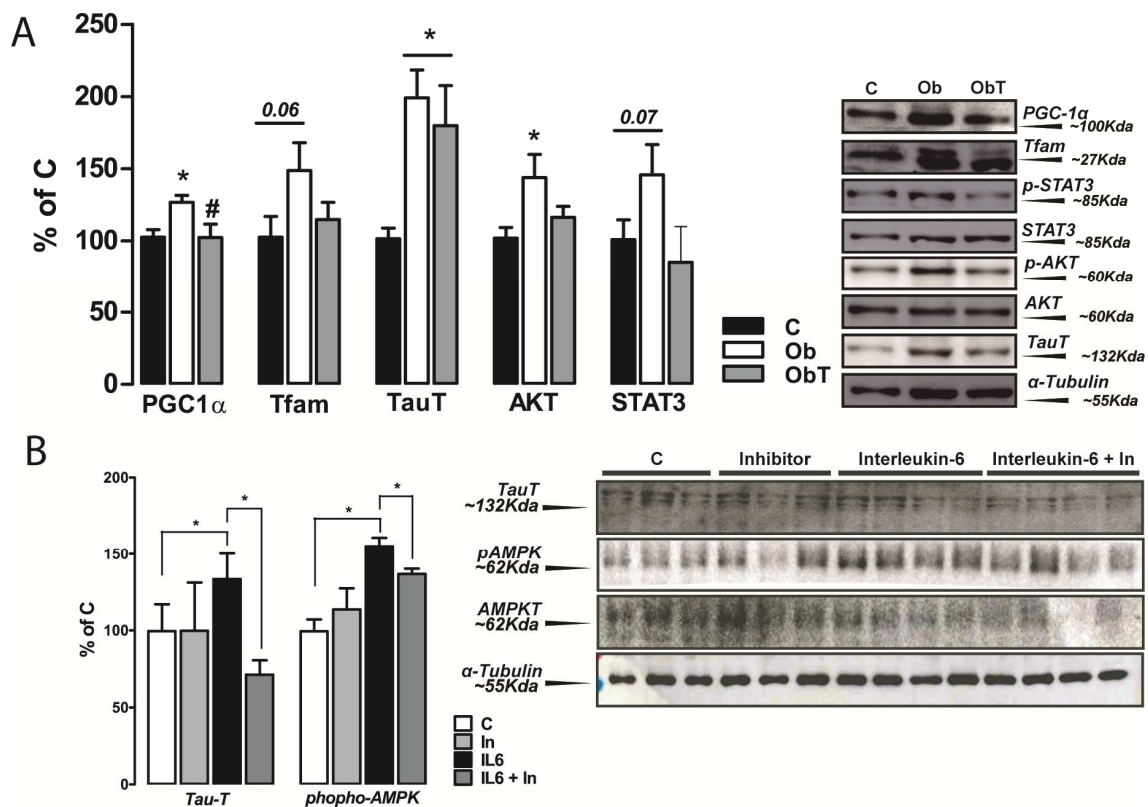 A
% of C
250
200
150
100
50
0
*
#
0.06
*
*
0.07
PGC1α
Tfam
TauT
AKT
STAT3
C
Ob
ObT
C Ob ObT
PGC-1α
~100Kda
Tfam
~27Kda
p-STAT3
~85Kda
STAT3
~85Kda
p-AKT
~60Kda
AKT
~60Kda
TauT
~132Kda
α-Tubulin
~55Kda
B
% of C
200
150
100
50
0
*
*
*
*
Tau-T
phopho-AMPK
C
In
IL6
IL6 + In
C Inhibitor Interleukin-6 Interleukin-6 + In
TauT
~132Kda
pAMPK
~62Kda
AMPKT
~62Kda
α-Tubulin
~55Kda